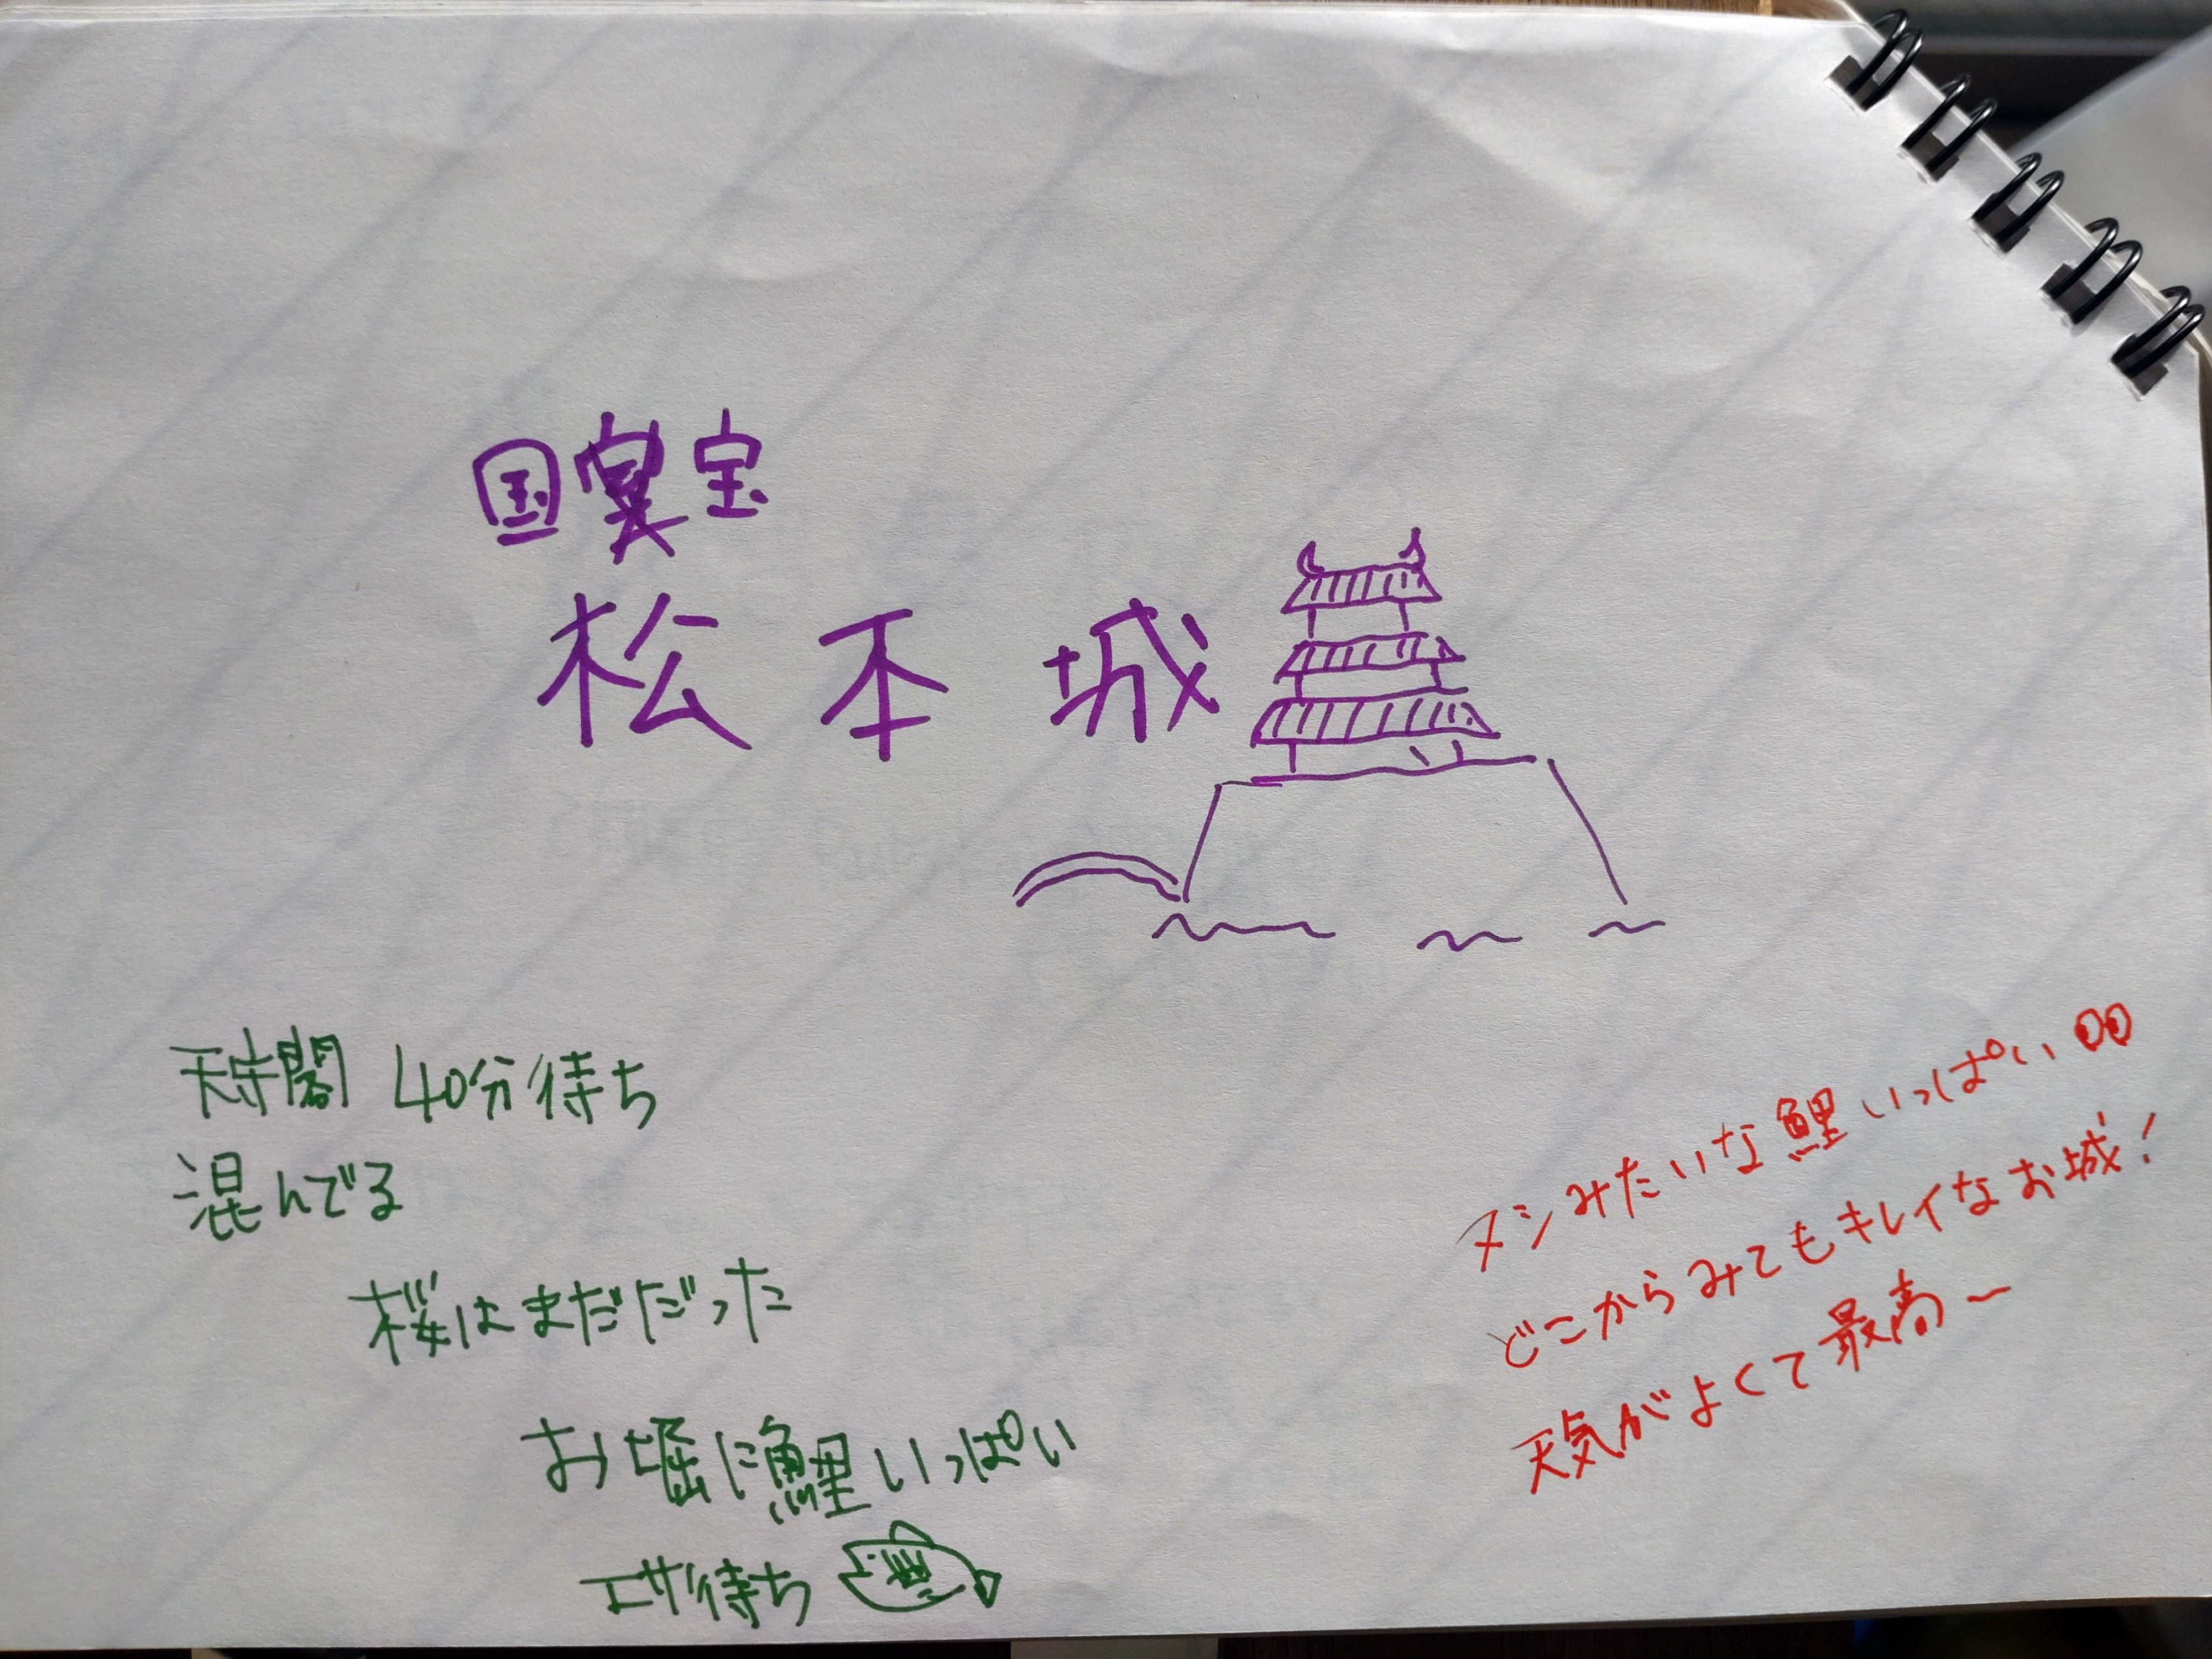 国宝
松本城
天守閣 40分待ち
混んでる
桜はまだだった
お堀に鯉いっぱい
エサ待ち
ヌシみたいな鯉いっぱい
どこからみてもキレイなお城!
天気がよくて最高〜